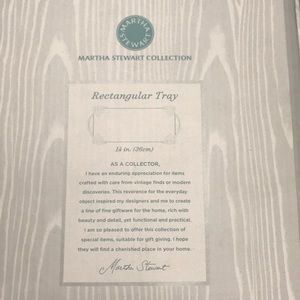 MARTHA
STEWART
MARTHA STEWART COLLECTION
Rectangular Tray
14 in. (36cm)
AS A COLLECTOR,
I have an enduring appreciation for items
crafted with care from vintage finds or modern
discoveries. This reverence for the everyday
object inspired my designers and me to create
a line of fine giftware for the home, rich with
beauty and detail, yet functional and practical.
I am so pleased to offer this collection of
special items, suitable for gift giving. I hope
they will find a cherished place in your home.
Martha Stewart